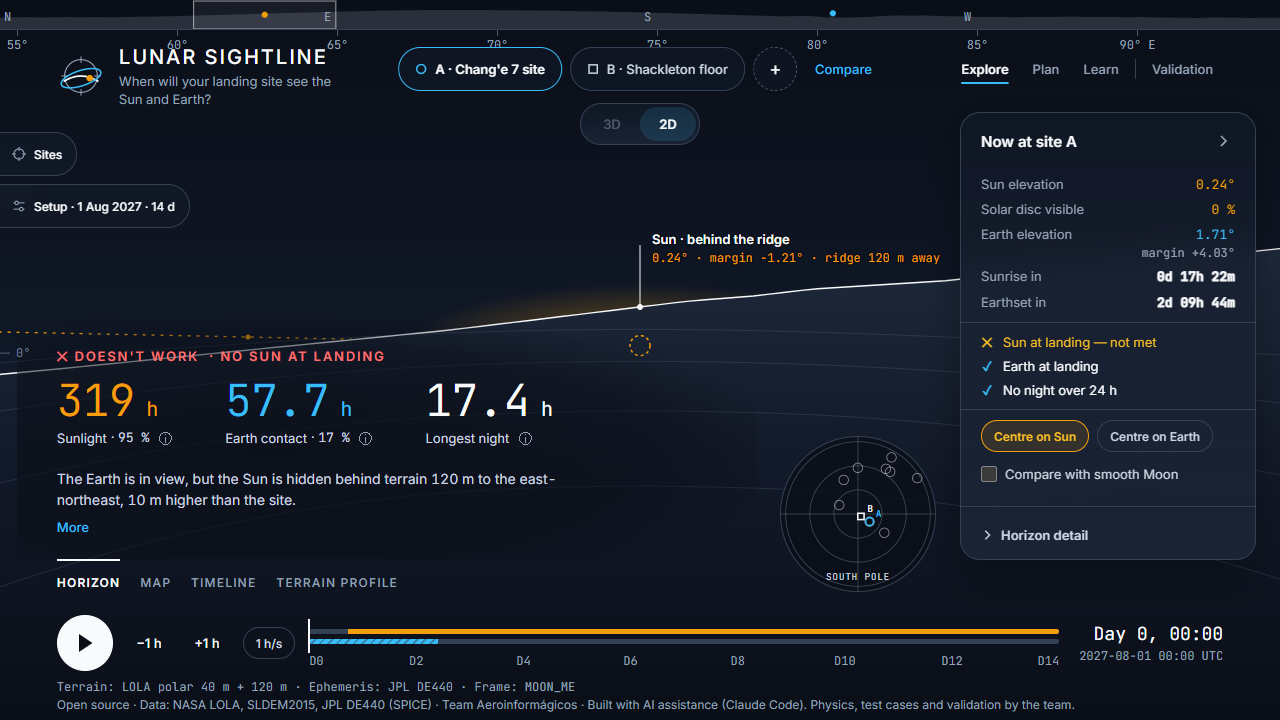 N
E
S
W
55°
60°
65°
70°
75°
80°
85°
90° E
LUNAR SIGHTLINE
When will your landing site see the
Sun and Earth?
A · Chang'e 7 site
B · Shackleton floor
+
Compare
Explore
Plan
Learn
Validation
3D
2D
Sites
Setup · 1 Aug 2027 · 14 d
Sun · behind the ridge
0.24° · margin -1.21° · ridge 120 m away
0°
Now at site A
Sun elevation 0.24°
Solar disc visible 0 %
Earth elevation 1.71°
margin +4.03°
Sunrise in 0d 17h 22m
Earthset in 2d 09h 44m
Sun at landing — not met
Earth at landing
No night over 24 h
Centre on Sun
Centre on Earth
Compare with smooth Moon
Horizon detail
DOESN'T WORK · NO SUN AT LANDING
319 h
57.7 h
17.4 h
Sunlight · 95 %
Earth contact · 17 %
Longest night
The Earth is in view, but the Sun is hidden behind terrain 120 m to the east-
northeast, 10 m higher than the site.
More
B
A
SOUTH POLE
HORIZON
MAP
TIMELINE
TERRAIN PROFILE
−1 h
+1 h
1 h/s
D0
D2
D4
D6
D8
D10
D12
D14
Day 0, 00:00
2027-08-01 00:00 UTC
Terrain: LOLA polar 40 m + 120 m · Ephemeris: JPL DE440 · Frame: MOON_ME
Open source · Data: NASA LOLA, SLDEM2015, JPL DE440 (SPICE) · Team Aeroinformágicos · Built with AI assistance (Claude Code). Physics, test cases and validation by the team.